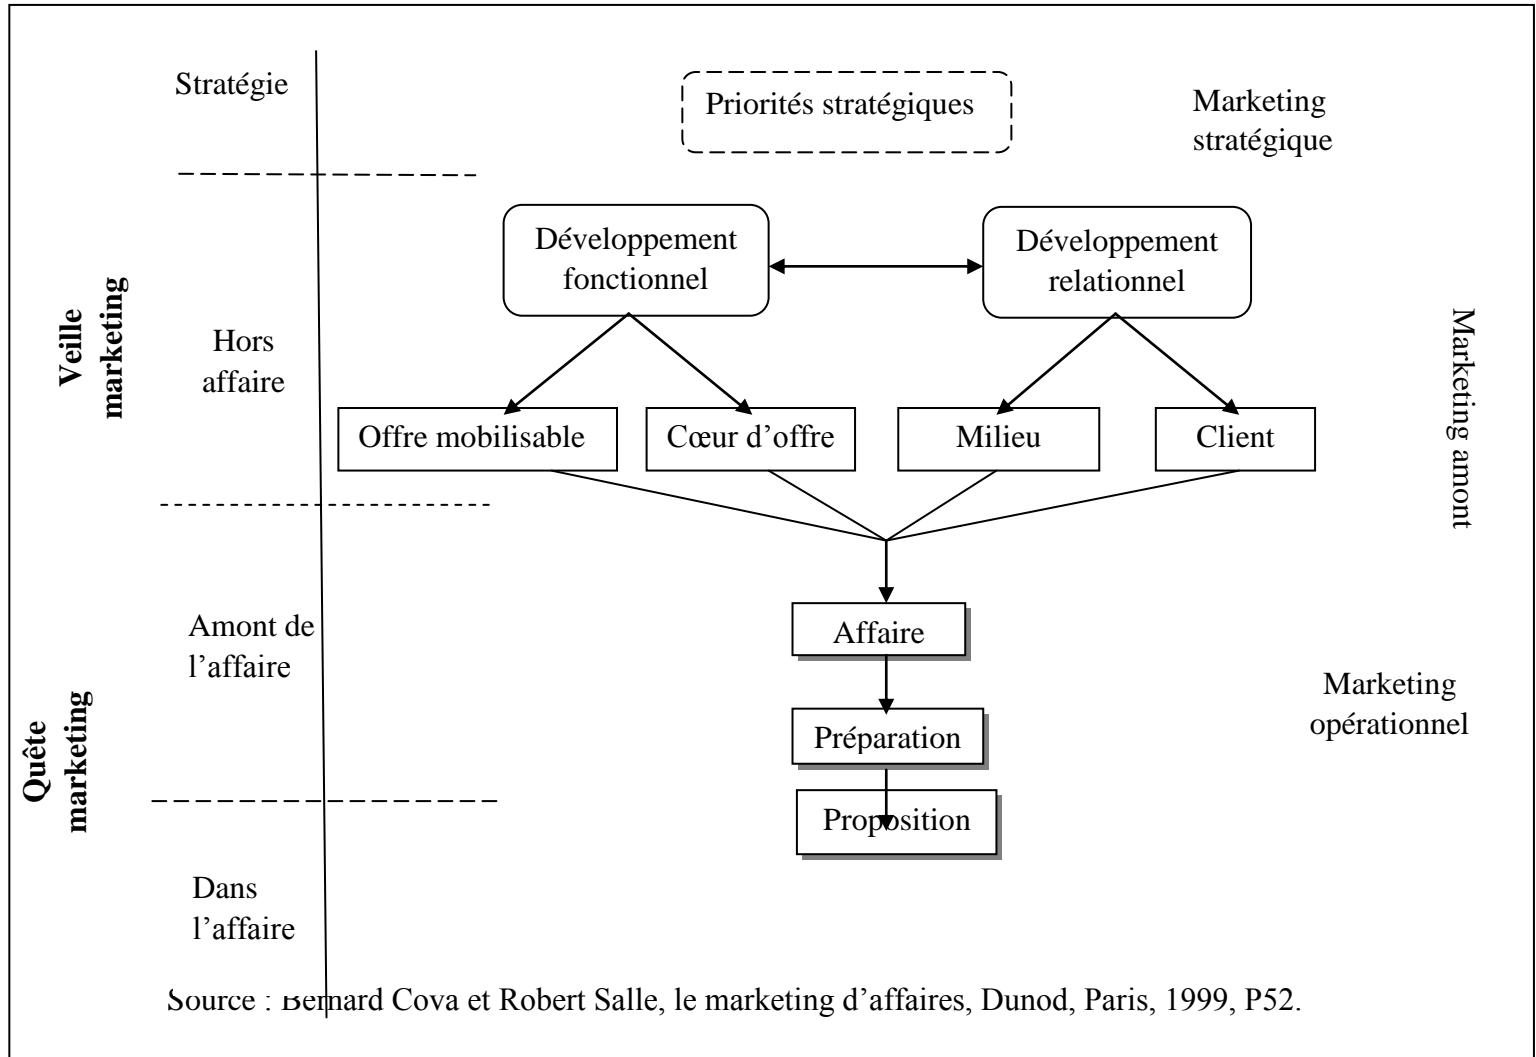 Stratégie
Priorités stratégiques
Marketing
stratégique
Développement
fonctionnel
Développement
relationnel
Veille
marketing
Hors
affaire
Marketing amont
Offre mobilisable
Cœur d’offre
Milieu
Client
Amont de
l’affaire
Affaire
Quête
marketing
Préparation
Marketing
opérationnel
Proposition
Dans
l’affaire
Source : Bernard Cova et Robert Salle, le marketing d’affaires, Dunod, Paris, 1999, P52.